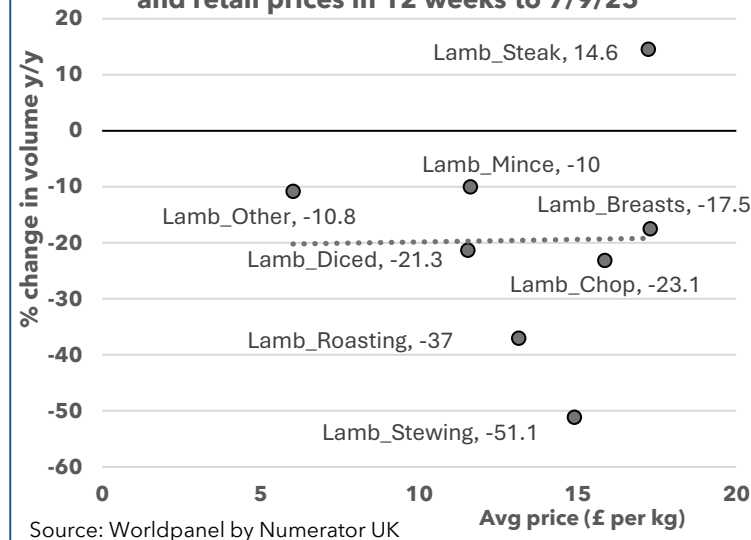 and retail prices in 12 weeks to 7/9/25
% change in volume y/y
20
10
0
-10
-20
-30
-40
-50
-60
Lamb_Steak, 14.6
Lamb_Mince, -10
Lamb_Breasts, -17.5
Lamb_Other, -10.8
Lamb_Diced, -21.3
Lamb_Chop, -23.1
Lamb_Roasting, -37
Lamb_Stewing, -51.1
0 5 10 15 20
Avg price (£ per kg)
Source: Worldpanel by Numerator UK